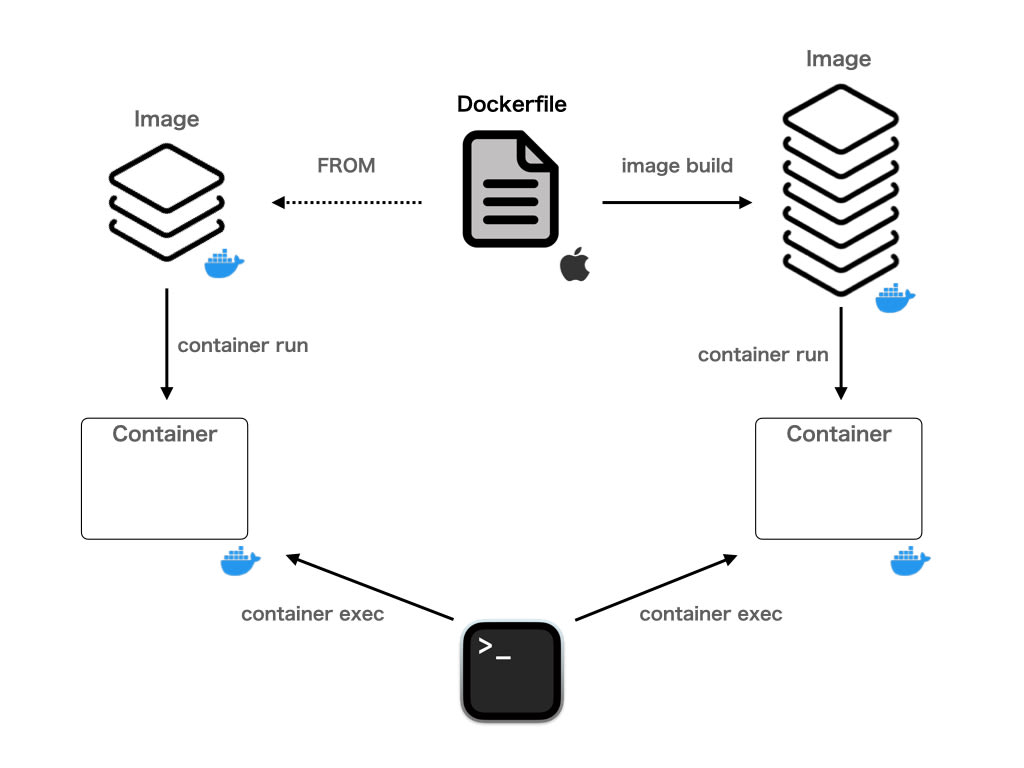 Image
Dockerfile
Image
FROM
image build
container run
container run
Container
Container
container exec
container exec
>_